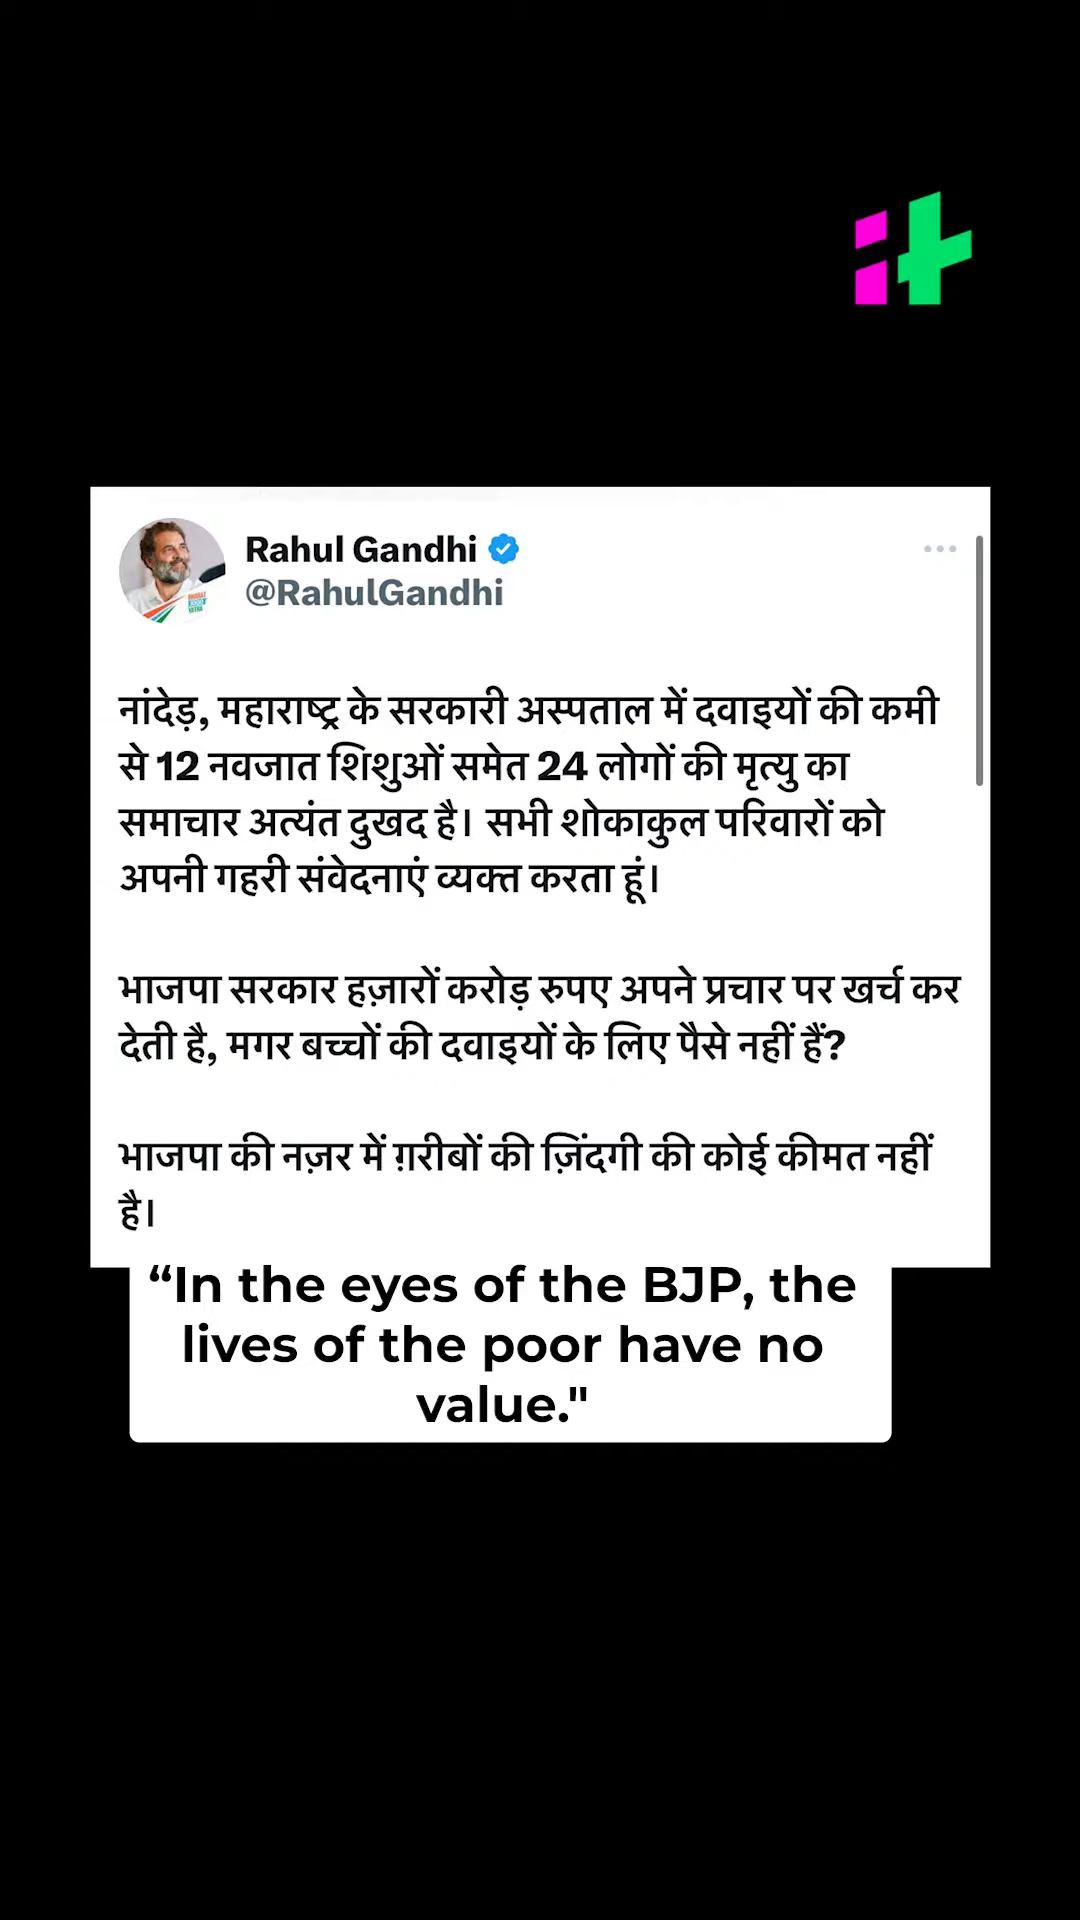 Rahul Gandhi
@RahulGandhi
नांदेड़, महाराष्ट्र के सरकारी अस्पताल में दवाइयों की कमी
से 12 नवजात शिशुओं समेत 24 लोगों की मृत्यु का
समाचार अत्यंत दुखद है। सभी शोकाकुल परिवारों को
अपनी गहरी संवेदनाएं व्यक्त करता हूं।
भाजपा सरकार हज़ारों करोड़ रुपए अपने प्रचार पर खर्च कर
देती है, मगर बच्चों की दवाइयों के लिए पैसे नहीं हैं?
भाजपा की नज़र में ग़रीबों की ज़िंदगी की कोई कीमत नहीं
है।
“In the eyes of the BJP, the
lives of the poor have no
value."